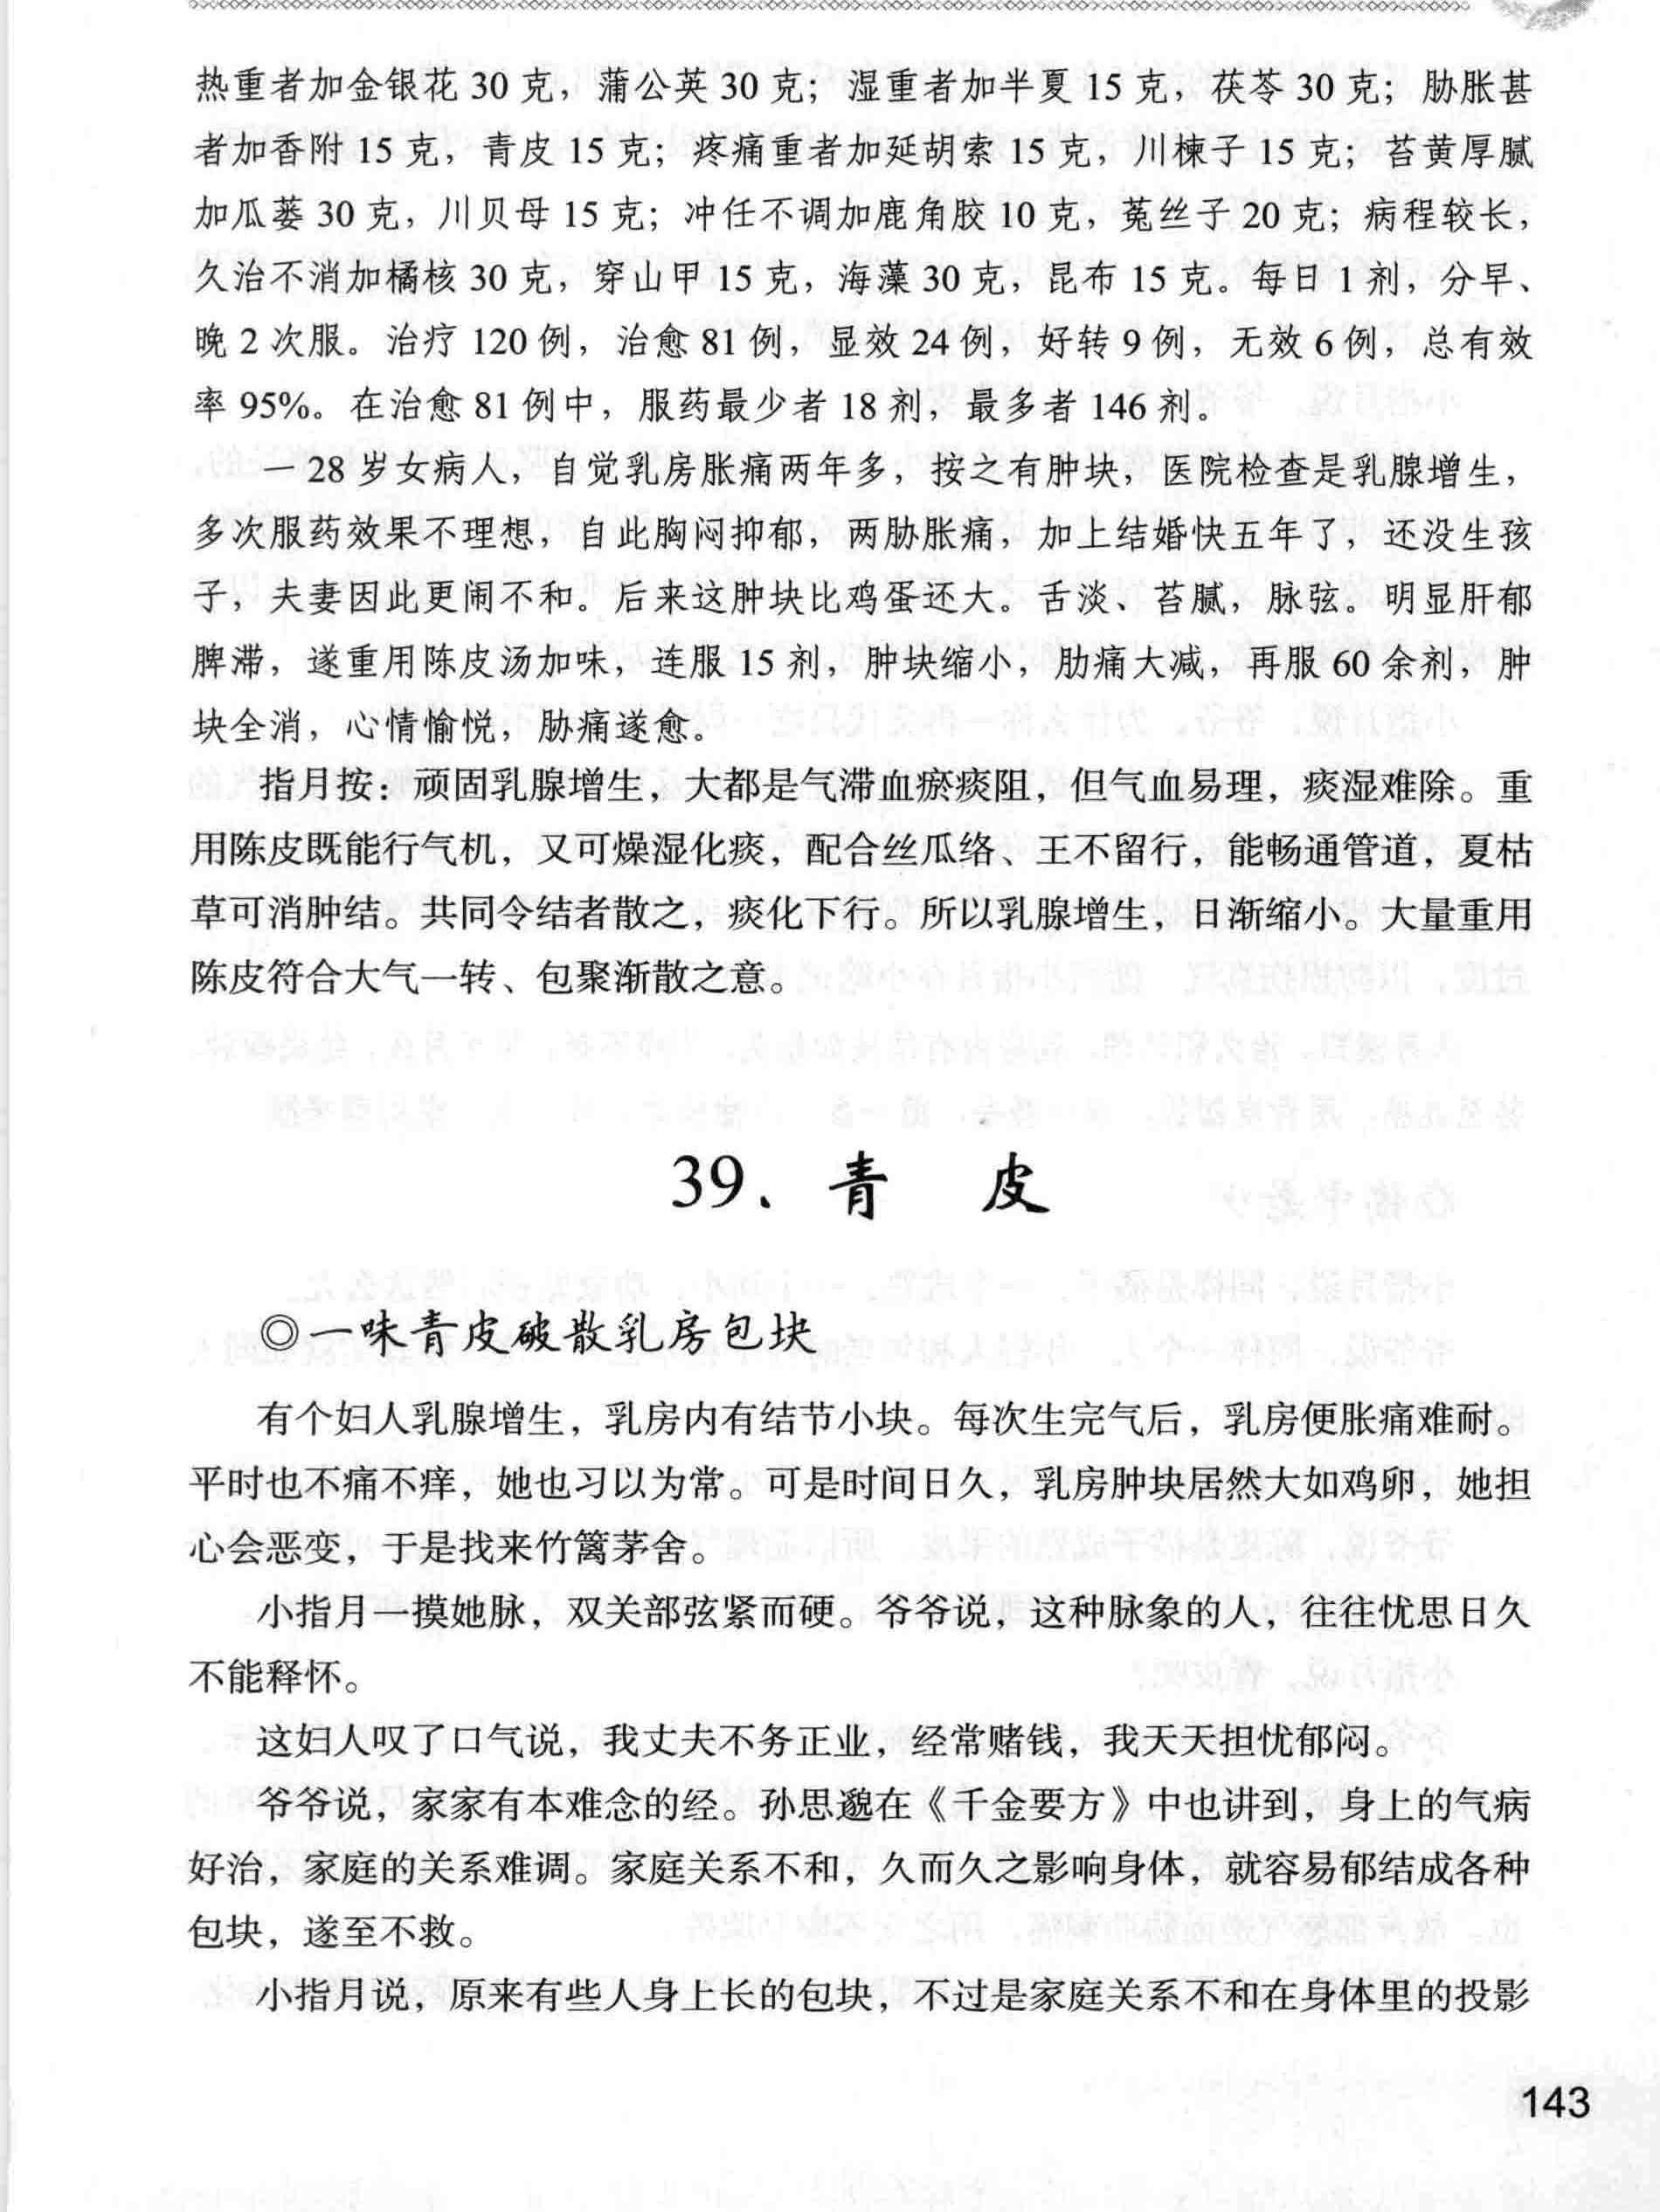 热重者加金银花 30 克，蒲公英 30 克；湿重者加半夏 15 克，茯苓 30 克；胁胀甚
者加香附 15 克，青皮 15 克；疼痛重者加延胡索 15 克，川楝子 15 克；苔黄厚腻
加瓜蒌 30 克，川贝母 15 克；冲任不调加鹿角胶 10 克，菟丝子 20 克；病程较长，
久治不消加橘核 30 克，穿山甲 15 克，海藻 30 克，昆布 15 克。每日 1 剂，分早、
晚 2 次服。治疗 120 例，治愈 81 例，显效 24 例，好转 9 例，无效 6 例，总有效
率 95%。在治愈 81 例中，服药最少者 18 剂，最多者 146 剂。
一 28 岁女病人，自觉乳房胀痛两年多，按之有肿块，医院检查是乳腺增生，
多次服药效果不理想，自此胸闷抑郁，两胁胀痛，加上结婚快五年了，还没生孩
子，夫妻因此更闹不和。后来这肿块比鸡蛋还大。舌淡、苔腻，脉弦。明显肝郁
脾滞，遂重用陈皮汤加味，连服 15 剂，肿块缩小，肋痛大减，再服 60 余剂，肿
块全消，心情愉悦，胁痛遂愈。
指月按：顽固乳腺增生，大都是气滞血瘀痰阻，但气血易理，痰湿难除。重
用陈皮既能行气机，又可燥湿化痰，配合丝瓜络、王不留行，能畅通管道，夏枯
草可消肿结。共同令结者散之，痰化下行。所以乳腺增生，日渐缩小。大量重用
陈皮符合大气一转、包聚渐散之意。
39、青 皮
◎一味青皮破散乳房包块
有个妇人乳腺增生，乳房内有结节小块。每次生完气后，乳房便胀痛难耐。
平时也不痛不痒，她也习以为常。可是时间日久，乳房肿块居然大如鸡卵，她担
心会恶变，于是找来竹篱茅舍。
小指月一摸她脉，双关部弦紧而硬。爷爷说，这种脉象的人，往往忧思日久
不能释怀。
这妇人叹了口气说，我丈夫不务正业，经常赌钱，我天天担忧郁闷。
爷爷说，家家有本难念的经。孙思邈在《千金要方》中也讲到，身上的气病
好治，家庭的关系难调。家庭关系不和，久而久之影响身体，就容易郁结成各种
包块，遂至不救。
小指月说，原来有些人身上长的包块，不过是家庭关系不和在身体里的投影
143